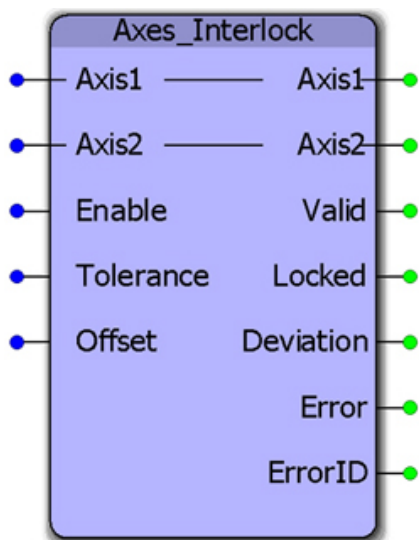 Axes_Interlock
Axis1 Axis1
Axis2 Axis2
Enable Valid
Tolerance Locked
Offset Deviation
Error
ErrorID